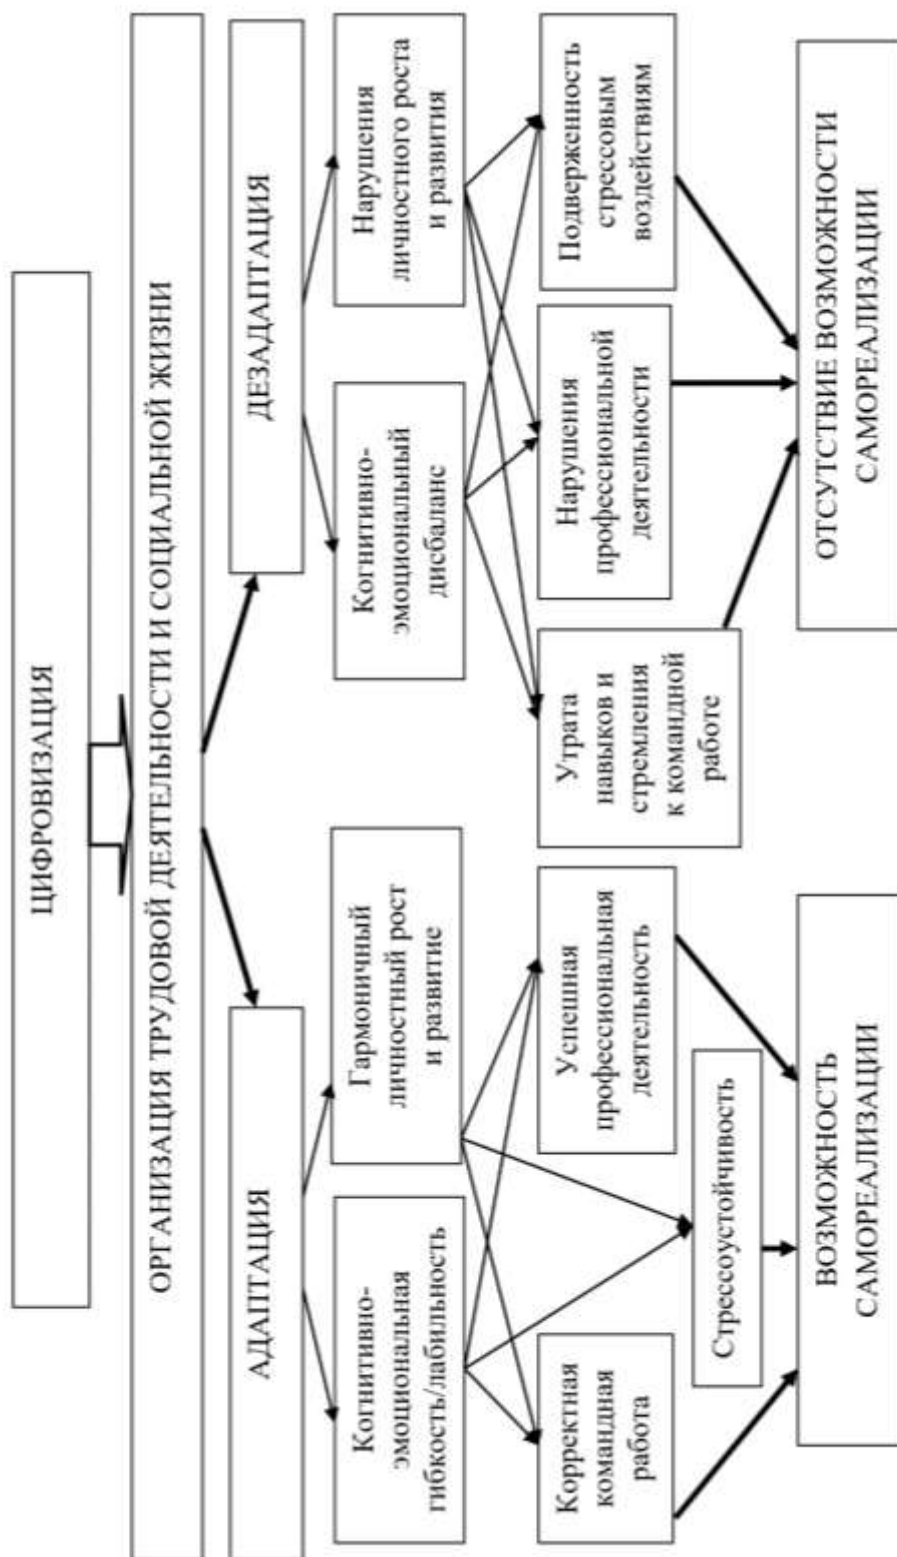 ЦИФРОВИЗАЦИЯ
ОРГАНИЗАЦИЯ ТРУДОВОЙ ДЕЯТЕЛЬНОСТИ И СОЦИАЛЬНОЙ ЖИЗНИ
АДАПТАЦИЯ
ДЕЗАДАПТАЦИЯ
Когнитивно-
эмоциональная
гибкость/лабильность
Гармоничный
личностный рост
и развитие
Когнитивно-
эмоциональный
дисбаланс
Нарушения
личностного роста
и развития
Корректная
командная
работа
Стрессоустойчивость
Успешная
профессиональная
деятельность
Утрата
навыков и
стремления
к командной
работе
Нарушения
профессиональной
деятельности
Подверженность
стрессовым
воздействиям
ВОЗМОЖНОСТЬ
САМОРЕАЛИЗАЦИИ
ОТСУТСТВИЕ ВОЗМОЖНОСТИ
САМОРЕАЛИЗАЦИИ